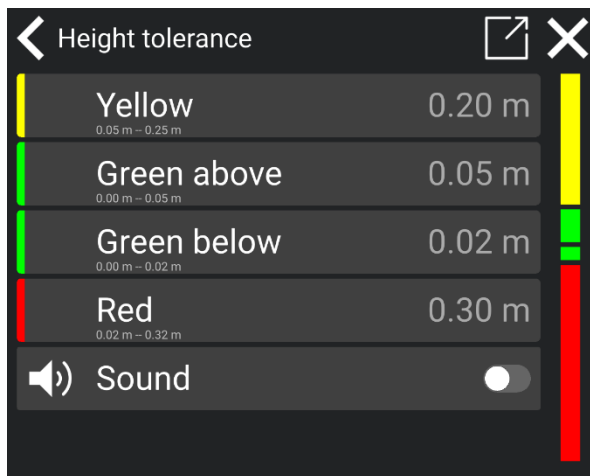 Height tolerance
Yellow 0.20 m
0.05 m – 0.25 m
Green above 0.05 m
0.00 m – 0.05 m
Green below 0.02 m
0.00 m – 0.02 m
Red 0.30 m
0.02 m – 0.32 m
Sound